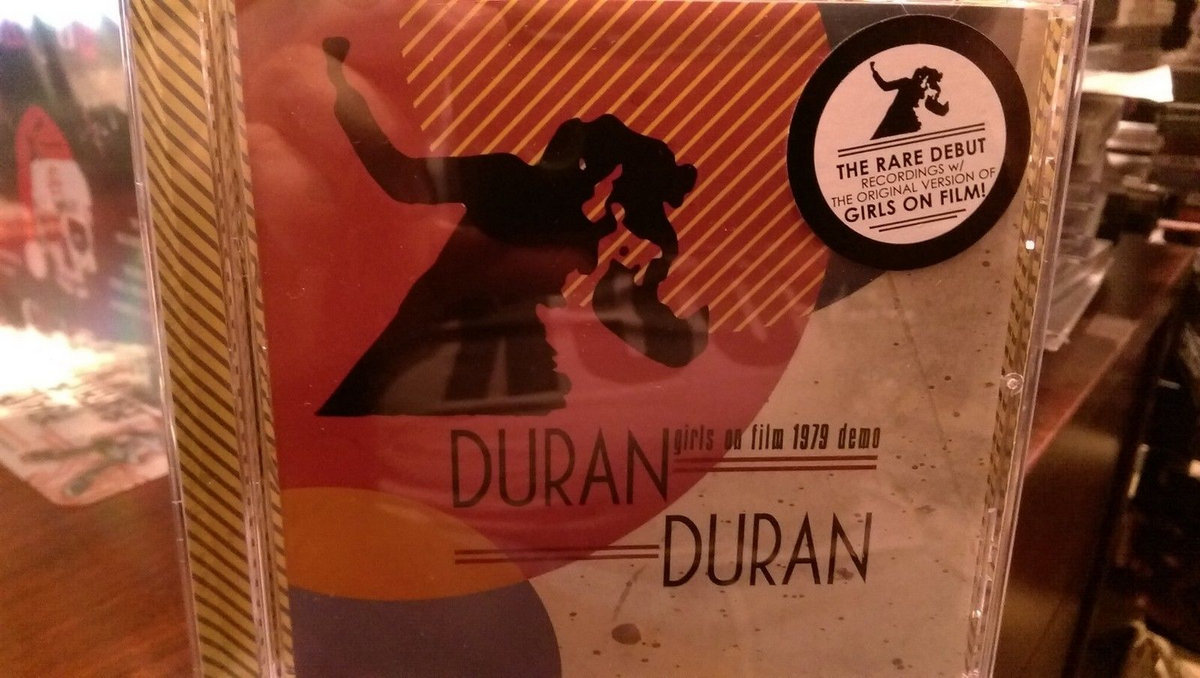 THE RARE DEBUT
RECORDINGS w/
THE ORIGINAL VERSION OF
GIRLS ON FILM!
DURAN
girls on film 1979 demo
DURAN